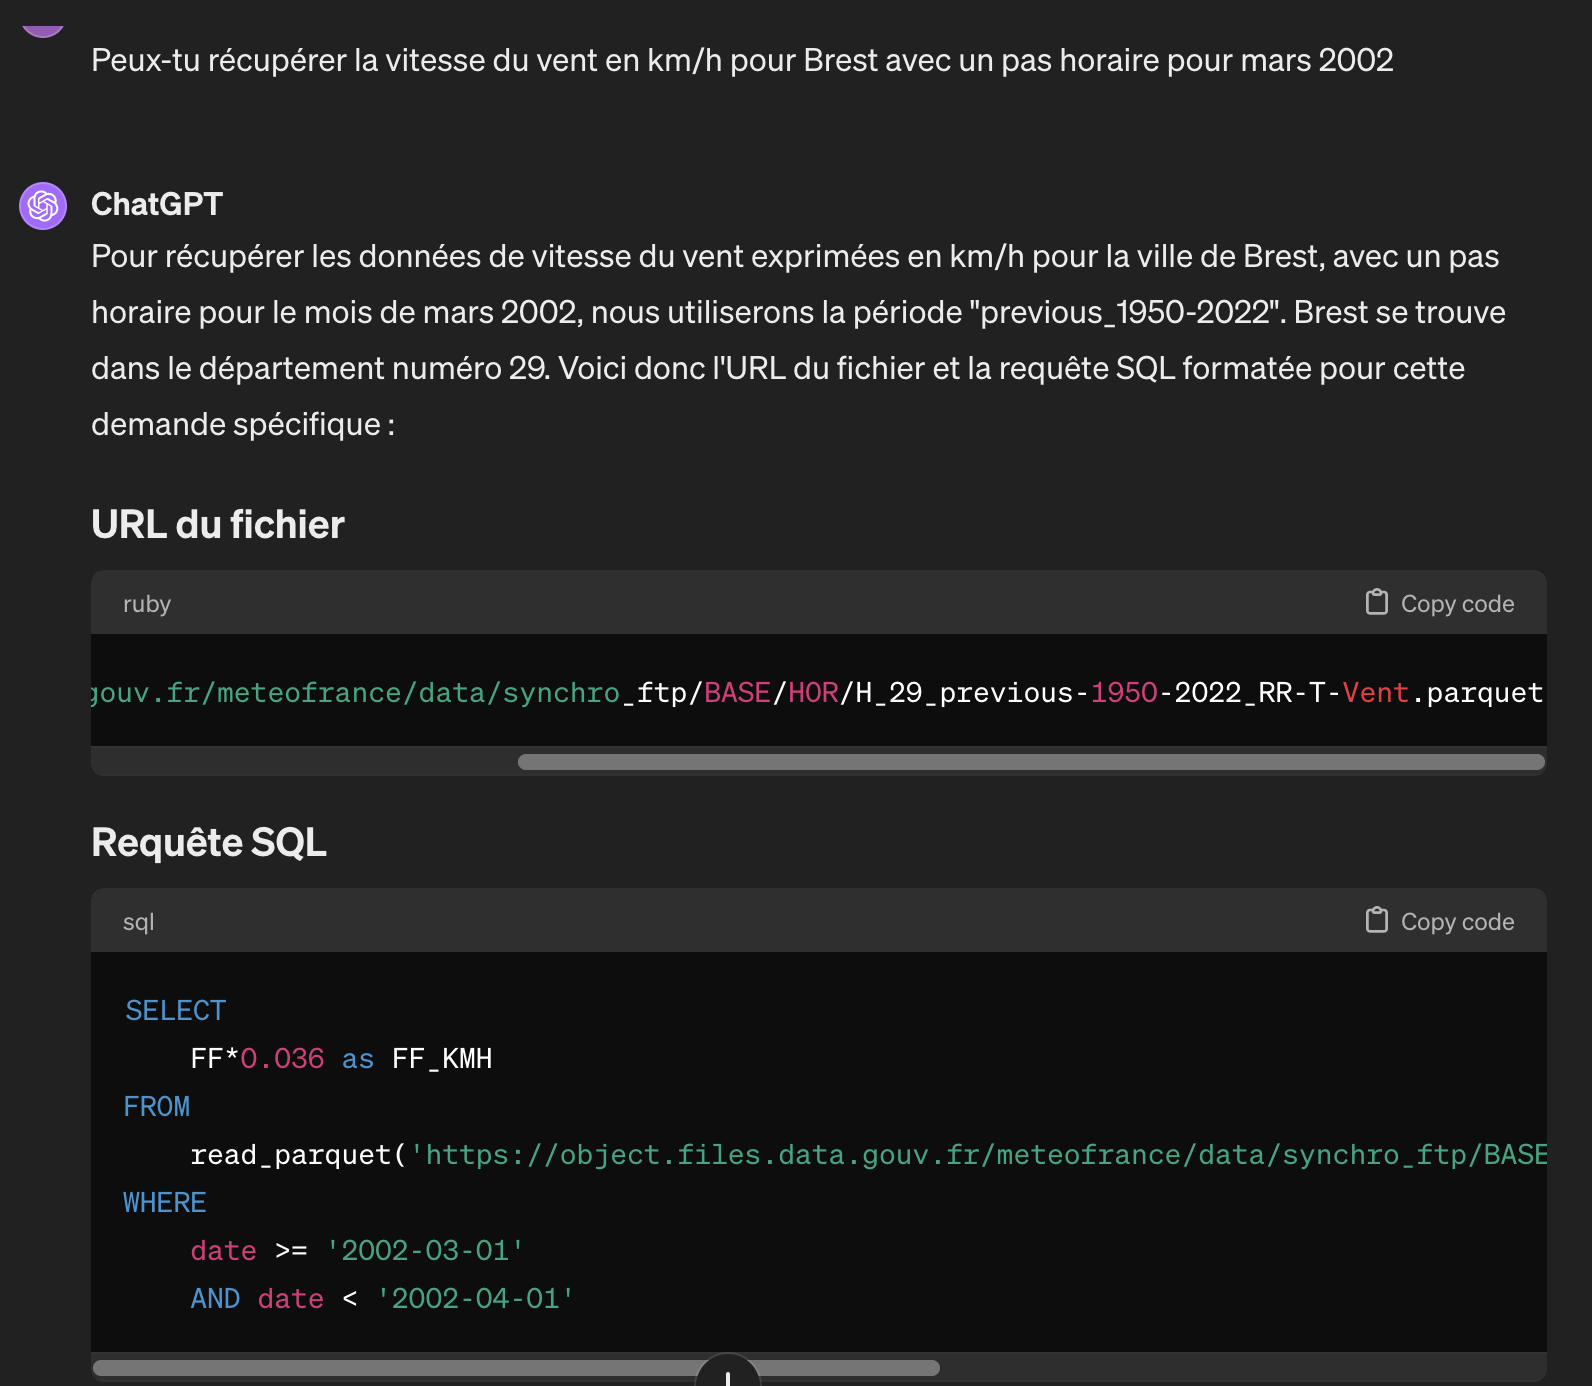 Peux-tu récupérer la vitesse du vent en km/h pour Brest avec un pas horaire pour mars 2002
ChatGPT
Pour récupérer les données de vitesse du vent exprimées en km/h pour la ville de Brest, avec un pas
horaire pour le mois de mars 2002, nous utiliserons la période "previous_1950-2022". Brest se trouve
dans le département numéro 29. Voici donc l'URL du fichier et la requête SQL formatée pour cette
demande spécifique :
URL du fichier
ruby Copy code
gouv.fr/meteofrance/data/synchro_ftp/BASE/HOR/H_29_previous-1950-2022_RR-T-Vent.parquet
Requête SQL
sql Copy code
SELECT
FF*0.036 as FF_KMH
FROM
read_parquet('https://object.files.data.gouv.fr/meteofrance/data/synchro_ftp/BASE
WHERE
date >= '2002-03-01'
AND date < '2002-04-01'